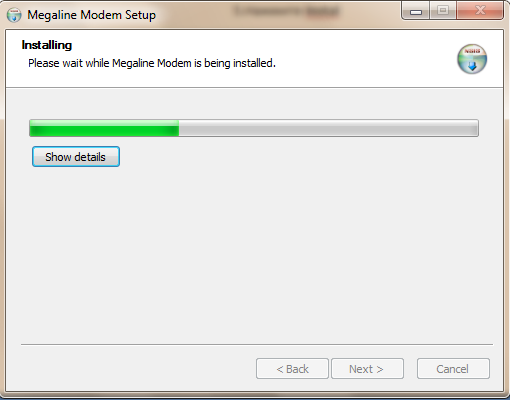 Megaline Modem Setup
Installing
Please wait while Megaline Modem is being installed.
Show details
< Back
Next >
Cancel